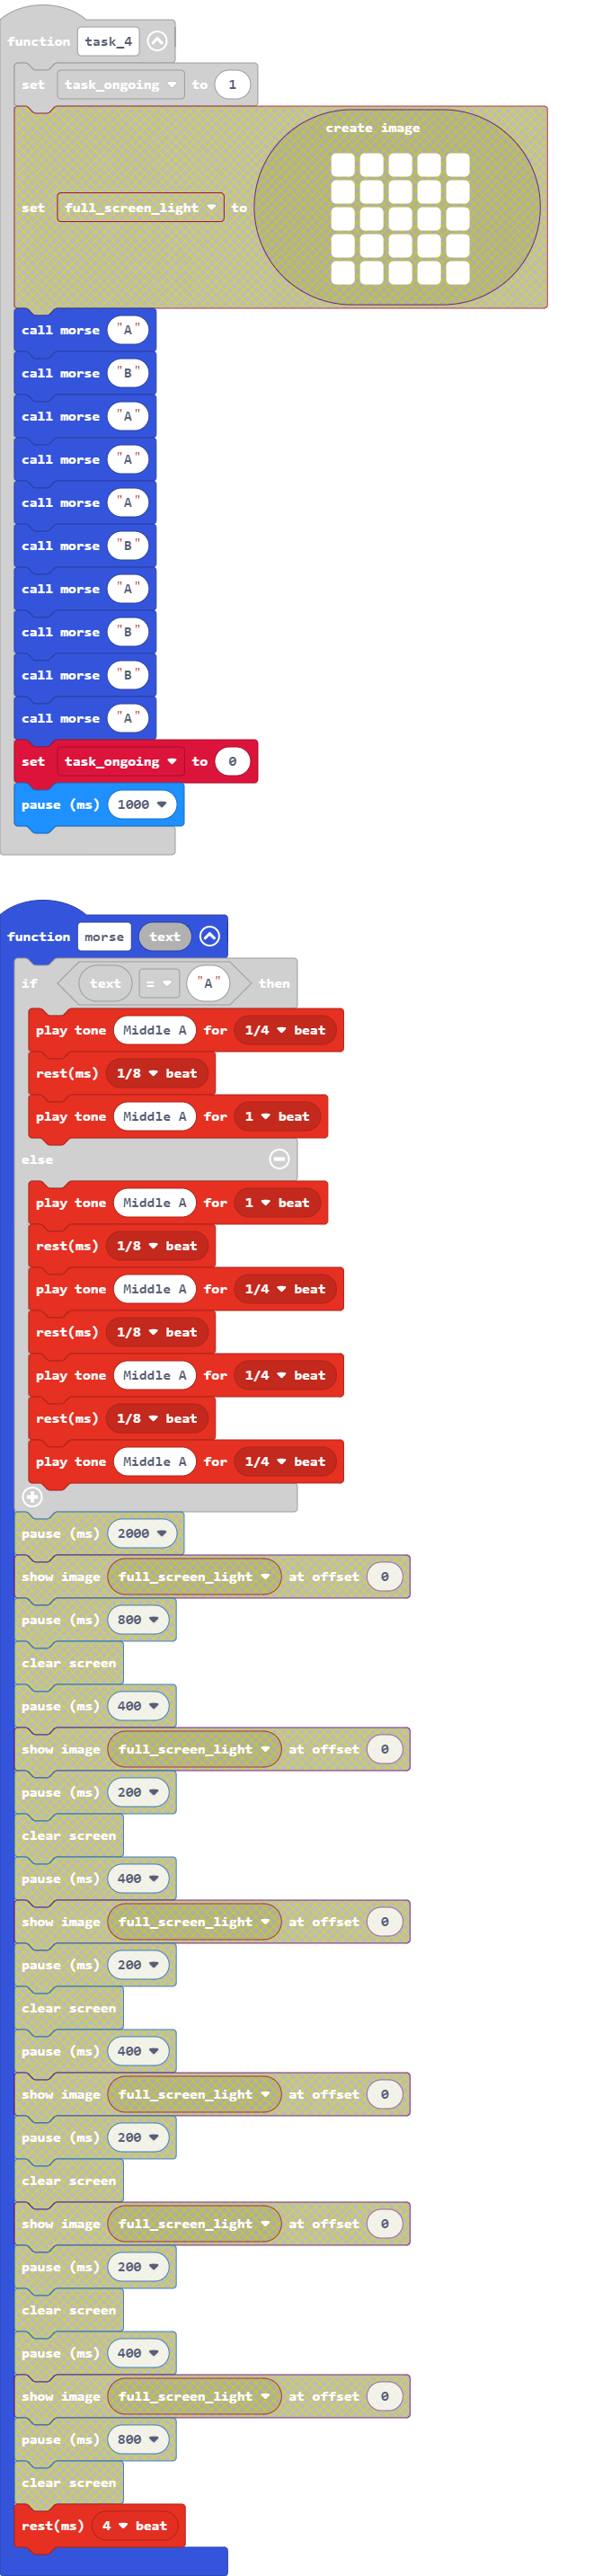 function task_4
set task_ongoing to 1
create image
set full_screen_light to
call morse "A"
call morse "B"
call morse "A"
call morse "A"
call morse "A"
call morse "B"
call morse "A"
call morse "B"
call morse "B"
call morse "A"
set task_ongoing to 0
pause (ms) 1000
function morse text
if text = "A" then
play tone Middle A for 1/4 beat
rest(ms) 1/8 beat
play tone Middle A for 1 beat
else
play tone Middle A for 1 beat
rest(ms) 1/8 beat
play tone Middle A for 1/4 beat
rest(ms) 1/8 beat
play tone Middle A for 1/4 beat
rest(ms) 1/8 beat
play tone Middle A for 1/4 beat
pause (ms) 2000
show image full_screen_light at offset 0
pause (ms) 800
clear screen
pause (ms) 400
show image full_screen_light at offset 0
pause (ms) 200
clear screen
pause (ms) 400
show image full_screen_light at offset 0
pause (ms) 200
clear screen
pause (ms) 400
show image full_screen_light at offset 0
pause (ms) 200
clear screen
show image full_screen_light at offset 0
pause (ms) 200
clear screen
pause (ms) 400
show image full_screen_light at offset 0
pause (ms) 800
clear screen
rest(ms) 4 beat